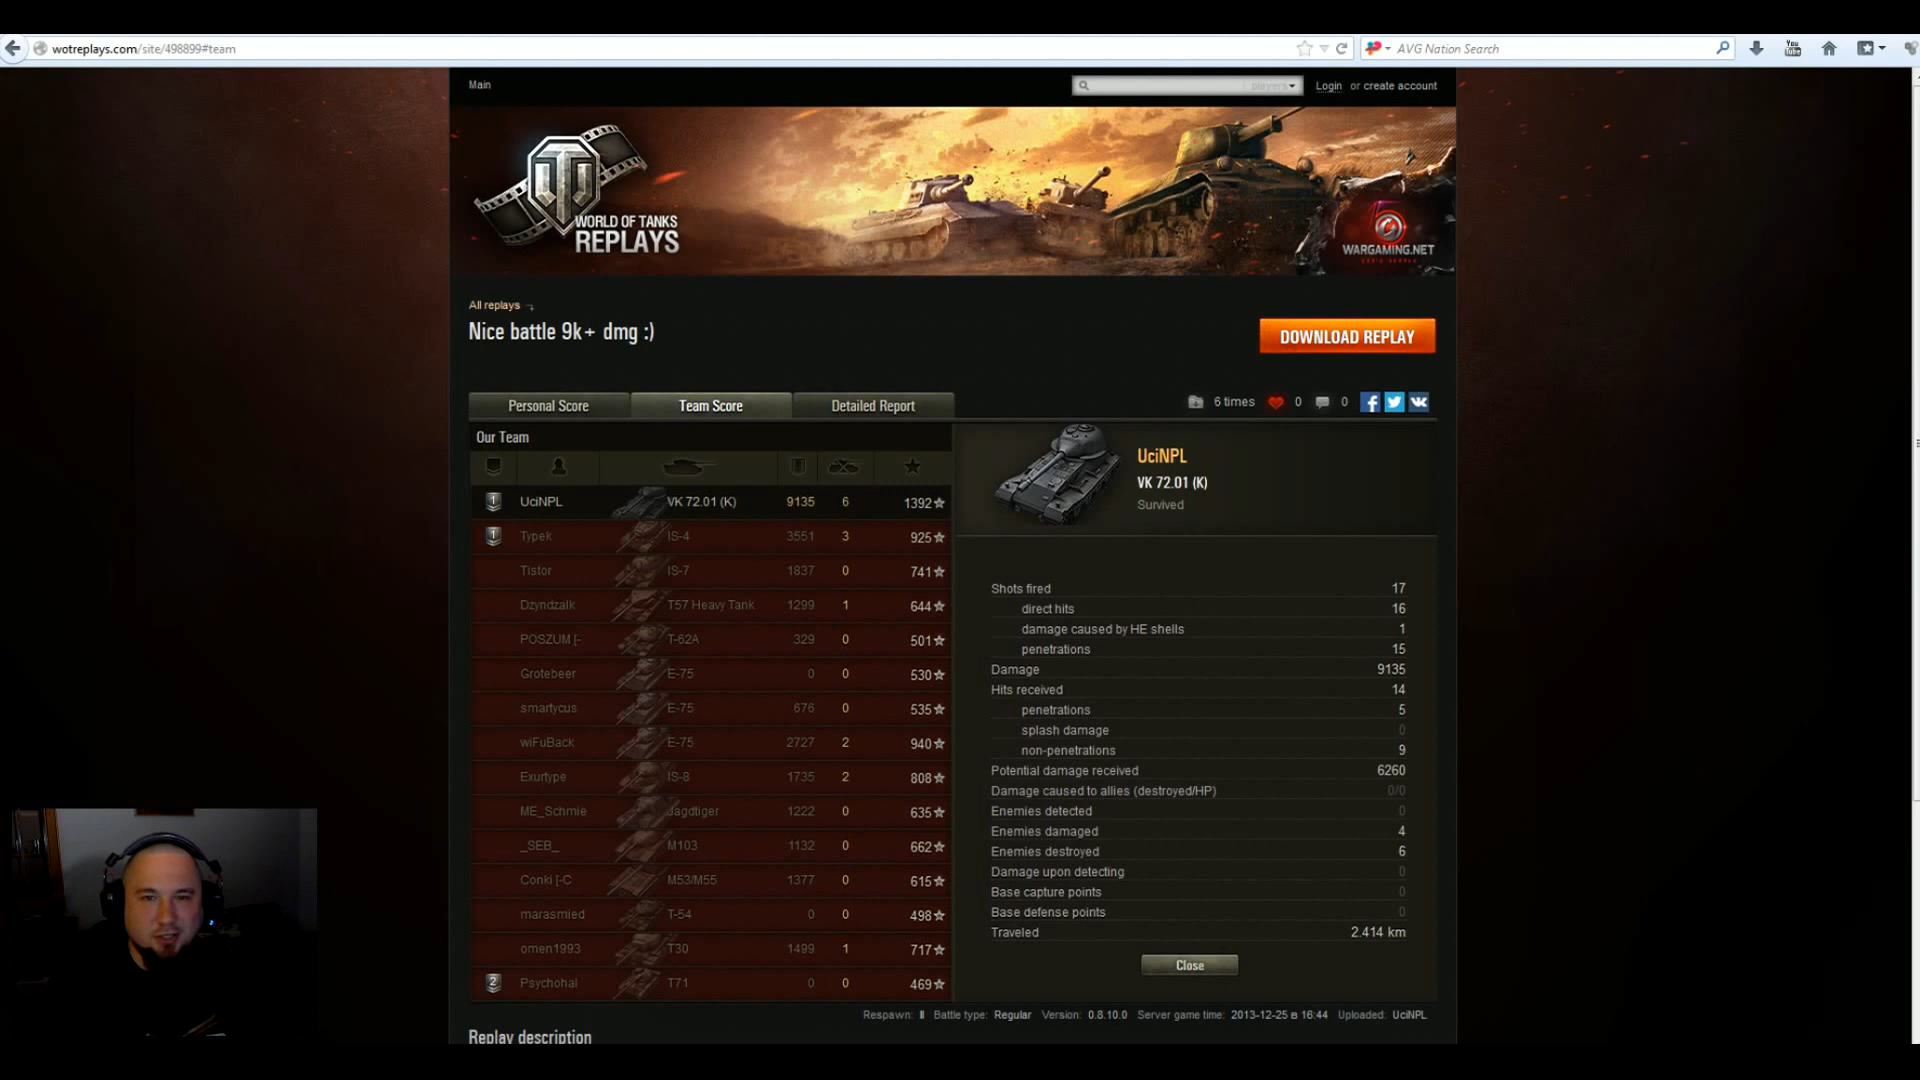 wotreplays.com/site/498899#team
AVG Nation Search
You Tube
Main
players
Login or create account
WORLD OF TANKS
REPLAYS
WARGAMING.NET
LET'S BATTLE
All replays
Nice battle 9k+ dmg :)
DOWNLOAD REPLAY
Personal Score
Team Score
Detailed Report
6 times
0
0
Our Team
1 UciNPL VK 72.01 (K) 9135 6 1392
1 Typek IS-4 3551 3 925
Tistor IS-7 1837 0 741
Dzyndzalk T57 Heavy Tank 1299 1 644
POSZUM [- T-62A 329 0 501
Grotebeer E-75 0 0 530
smartycus E-75 676 0 535
wiFuBack E-75 2727 2 940
Exurtype IS-8 1735 2 808
ME_Schmie Jagdtiger 1222 0 635
_SEB_ M103 1132 0 662
Conki [-C M53/M55 1377 0 615
marasmied T-54 0 0 498
omen1993 T30 1499 1 717
2 Psychohal T71 0 0 469
UciNPL
VK 72.01 (K)
Survived
Shots fired 17
direct hits 16
damage caused by HE shells 1
penetrations 15
Damage 9135
Hits received 14
penetrations 5
splash damage 0
non-penetrations 9
Potential damage received 6260
Damage caused to allies (destroyed/HP) 0/0
Enemies detected 0
Enemies damaged 4
Enemies destroyed 6
Damage upon detecting 0
Base capture points 0
Base defense points 0
Traveled 2.414 km
Close
Respawn: II Battle type: Regular Version: 0.8.10.0 Server game time: 2013-12-25 в 16:44 Uploaded: UciNPL
Replay description